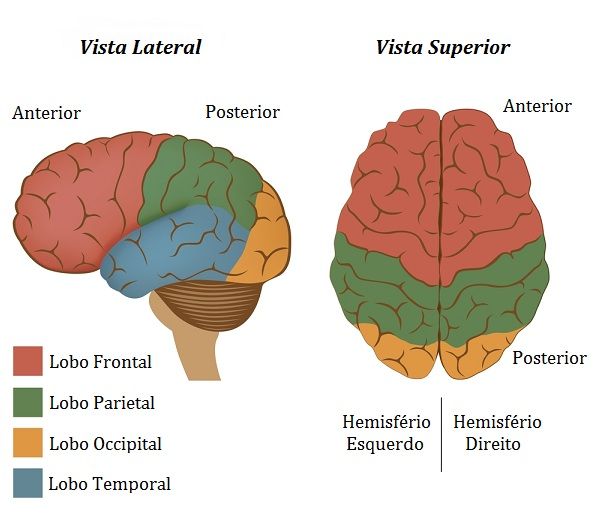 Vista Lateral
Vista Superior
Anterior
Posterior
Anterior
Lobo Frontal
Lobo Parietal
Lobo Occipital
Lobo Temporal
Posterior
Hemisfério
Esquerdo
Hemisfério
Direito